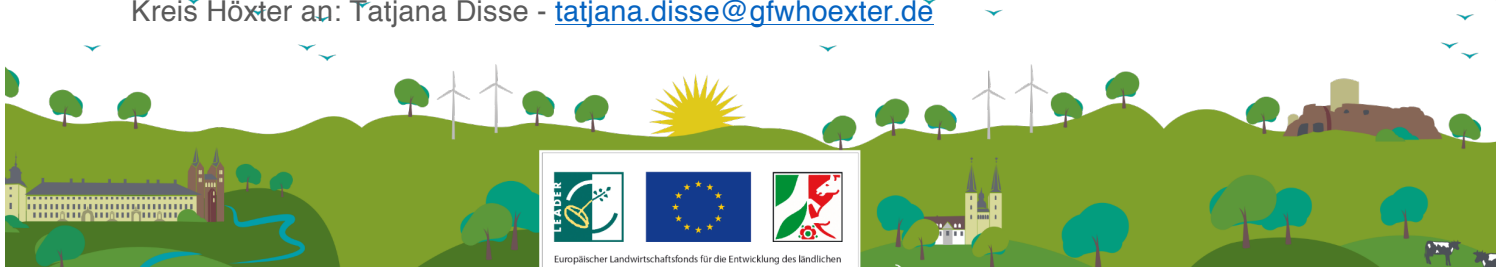 Kreis Höxter an: Tatjana Disse - tatjana.disse@gfwhoexter.de
LEADER
Europäischer Landwirtschaftsfonds für die Entwicklung des ländlichen